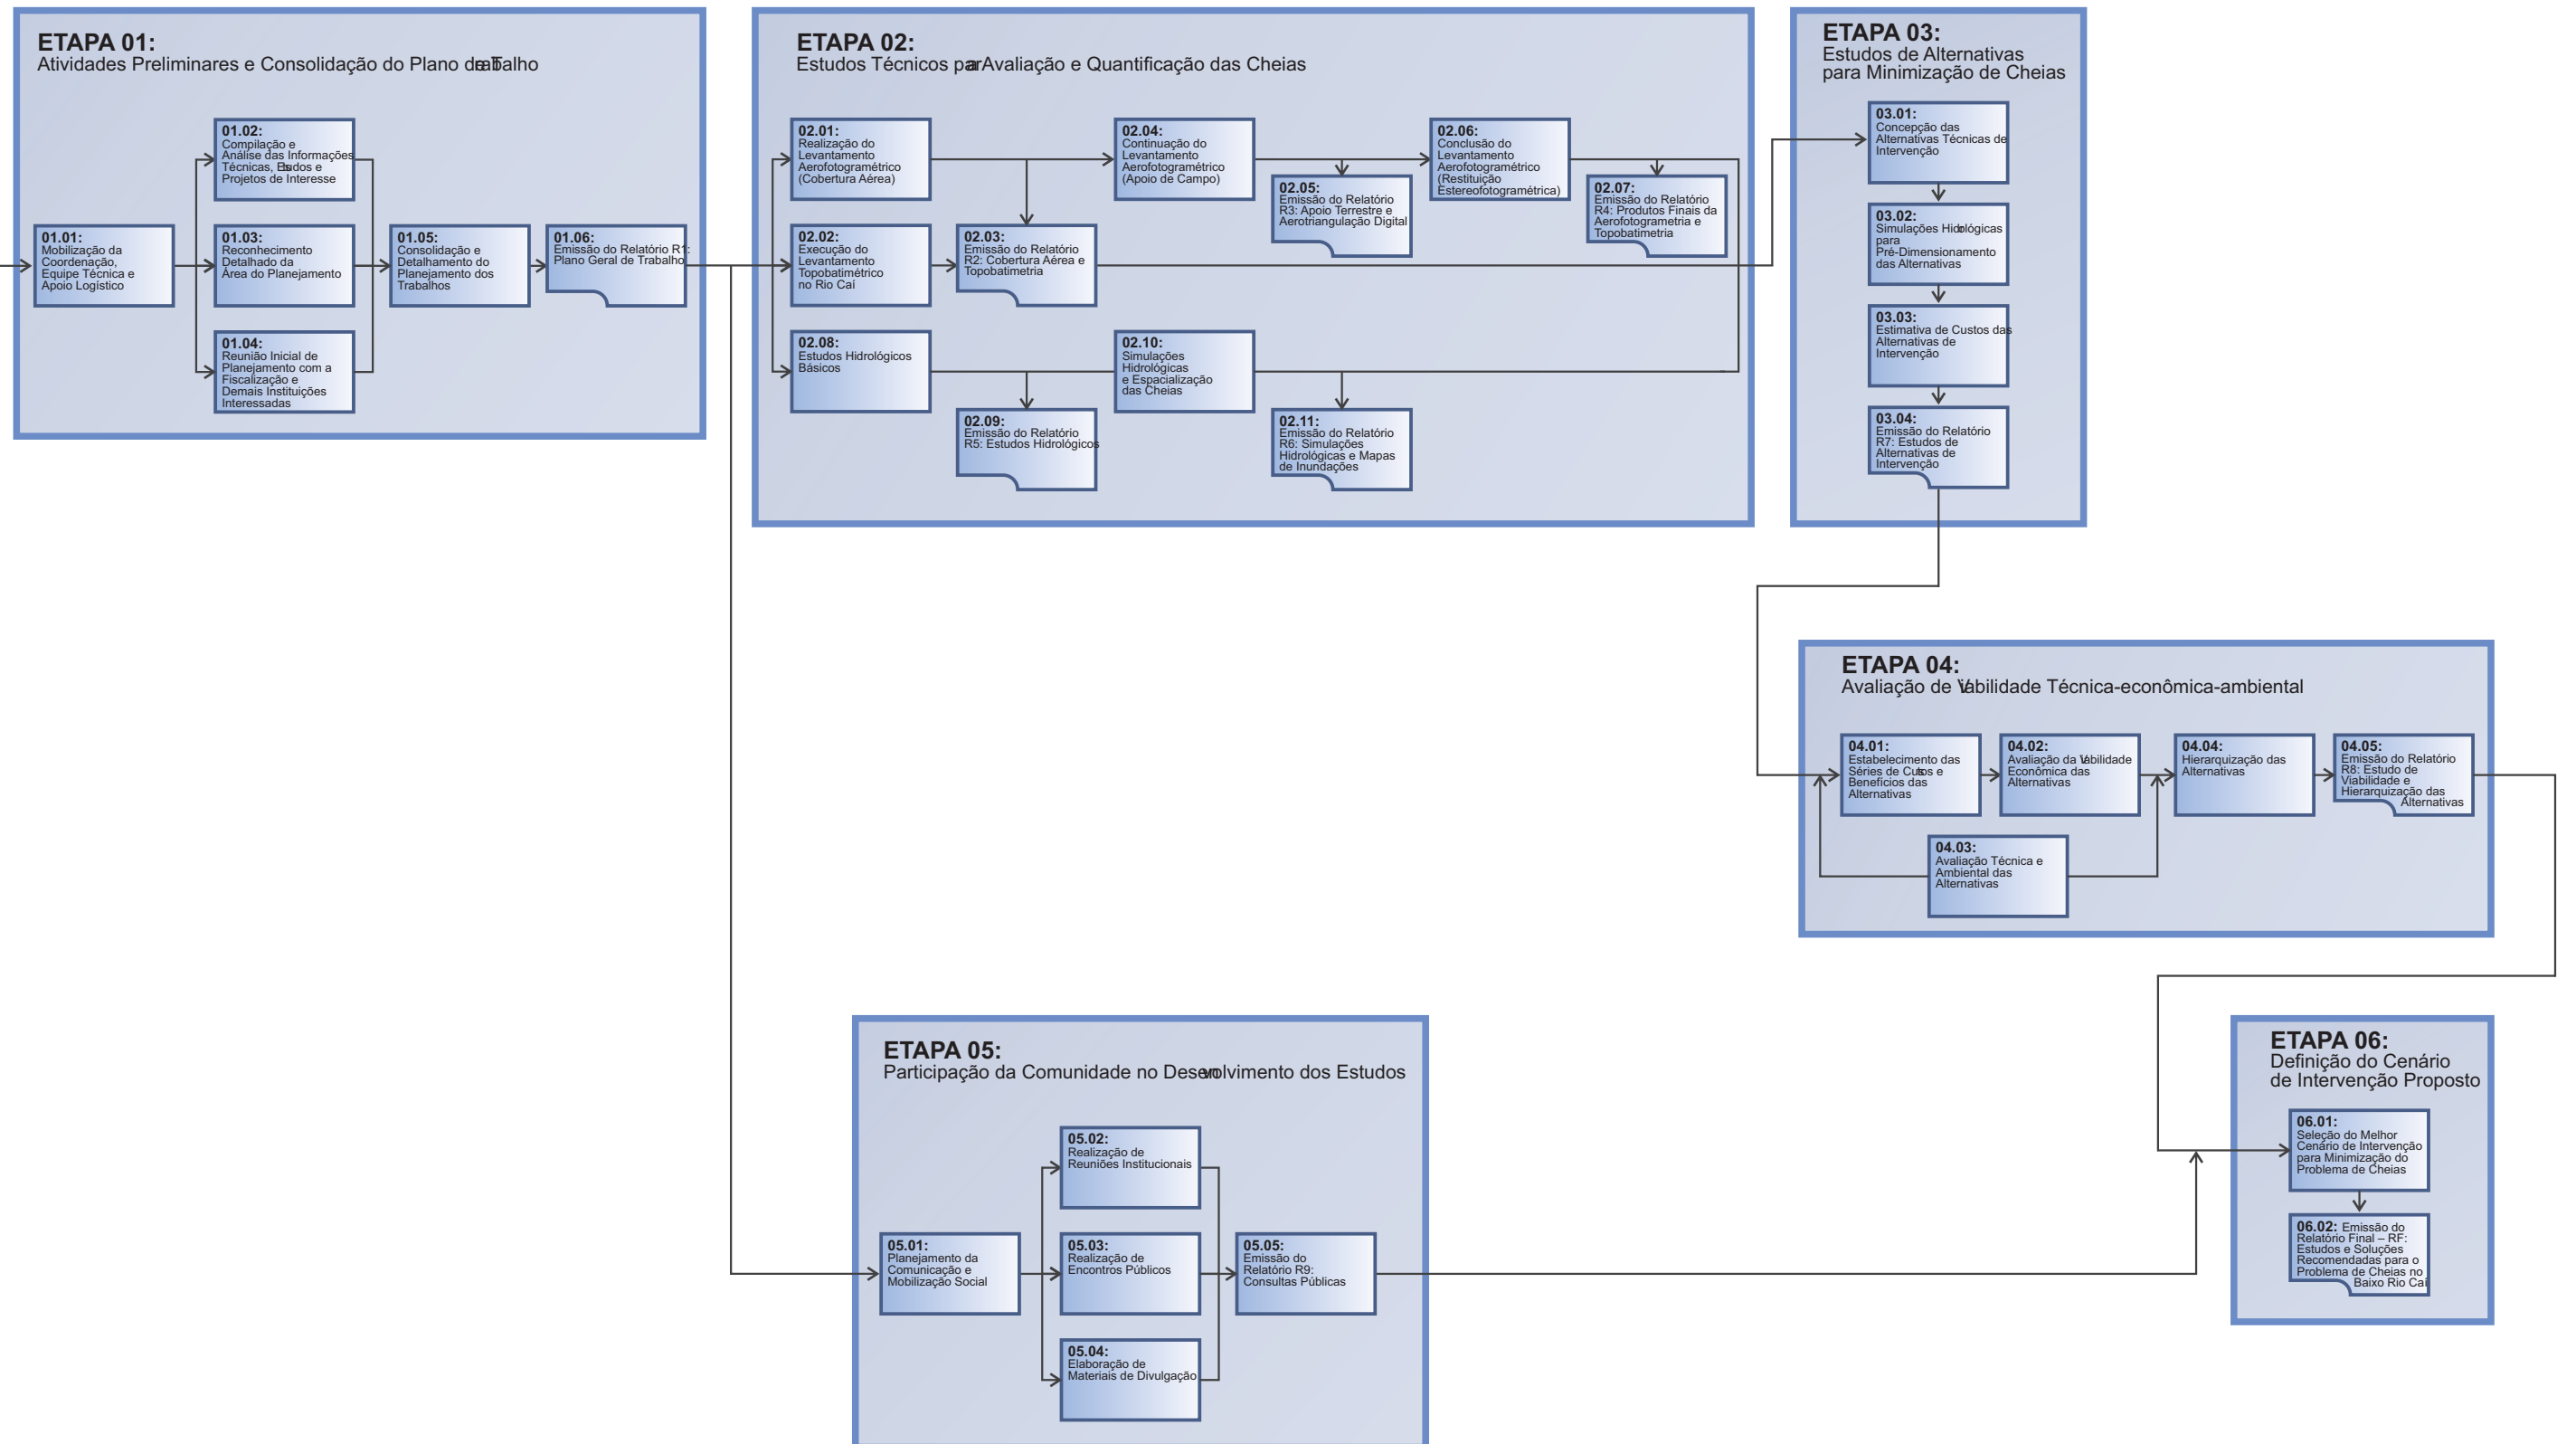 ETAPA 01:
Atividades Preliminares e Consolidação do Plano de Trabalho
01.01:
Mobilização da
Coordenação,
Equipe Técnica e
Apoio Logístico
01.02:
Compilação e
Análise das Informações
Técnicas, Estudos e
Projetos de Interesse
01.03:
Reconhecimento
Detalhado da
Área do Planejamento
01.04:
Reunião Inicial de
Planejamento com a
Fiscalização e
Demais Instituições
Interessadas
01.05:
Consolidação e
Detalhamento do
Planejamento dos
Trabalhos
01.06:
Emissão do Relatório R1:
Plano Geral de Trabalho
ETAPA 02:
Estudos Técnicos para Avaliação e Quantificação das Cheias
02.01:
Realização do
Levantamento
Aerofotogramétrico
(Cobertura Aérea)
02.02:
Execução do
Levantamento
Topobatimétrico
no Rio Caí
02.03:
Emissão do Relatório
R2: Cobertura Aérea e
Topobatimetria
02.04:
Continuação do
Levantamento
Aerofotogramétrico
(Apoio de Campo)
02.05:
Emissão do Relatório
R3: Apoio Terrestre e
Aerotriangulação Digital
02.06:
Conclusão do
Levantamento
Aerofotogramétrico
(Restituição
Estereofotogramétrica)
02.07:
Emissão do Relatório
R4: Produtos Finais da
Aerofotogrametria e
Topobatimetria
02.08:
Estudos Hidrológicos
Básicos
02.09:
Emissão do Relatório
R5: Estudos Hidrológicos
02.10:
Simulações
Hidrológicas
e Espacialização
das Cheias
02.11:
Emissão do Relatório
R6: Simulações
Hidrológicas e Mapas
de Inundações
ETAPA 03:
Estudos de Alternativas
para Minimização de Cheias
03.01:
Concepção das
Alternativas Técnicas de
Intervenção
03.02:
Simulações Hidrológicas
para
Pré-Dimensionamento
das Alternativas
03.03:
Estimativa de Custos das
Alternativas de
Intervenção
03.04:
Emissão do Relatório
R7: Estudos de
Alternativas de
Intervenção
ETAPA 04:
Avaliação de Viabilidade Técnica-econômica-ambiental
04.01:
Estabelecimento das
Séries de Custos e
Benefícios das
Alternativas
04.02:
Avaliação da Viabilidade
Econômica das
Alternativas
04.03:
Avaliação Técnica e
Ambiental das
Alternativas
04.04:
Hierarquização das
Alternativas
04.05:
Emissão do Relatório
R8: Estudo de
Viabilidade e
Hierarquização das
Alternativas
ETAPA 05:
Participação da Comunidade no Desenvolvimento dos Estudos
05.01:
Planejamento da
Comunicação e
Mobilização Social
05.02:
Realização de
Reuniões Institucionais
05.03:
Realização de
Encontros Públicos
05.04:
Elaboração de
Materiais de Divulgação
05.05:
Emissão do
Relatório R9:
Consultas Públicas
ETAPA 06:
Definição do Cenário
de Intervenção Proposto
06.01:
Seleção do Melhor
Cenário de Intervenção
para Minimização do
Problema de Cheias
06.02: Emissão do
Relatório Final – RF:
Estudos e Soluções
Recomendadas para o
Problema de Cheias no
Baixo Rio Caí